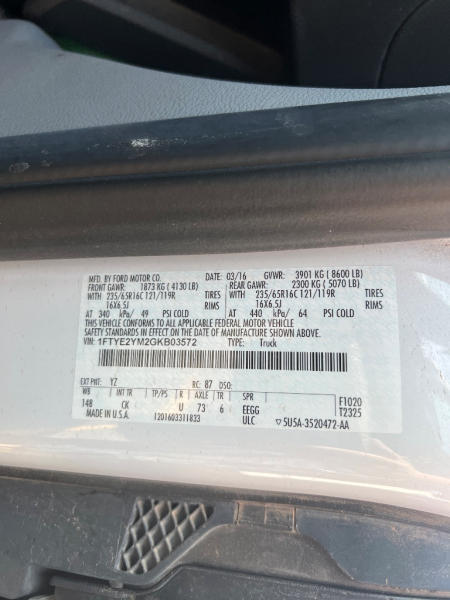 MFD. BY FORD MOTOR CO. DATE: 03/16 GVWR: 3901 KG ( 8600 LB)
FRONT GAWR: 1873 KG ( 4130 LB) REAR GAWR: 2300 KG ( 5070 LB)
WITH 235/65R16C 121/119R TIRES WITH 235/65R16C 121/119R TIRES
16X6.5J RIMS 16X6.5J RIMS
AT 340 kPa/ 49 PSI COLD AT 440 kPa/ 64 PSI COLD
THIS VEHICLE CONFORMS TO ALL APPLICABLE FEDERAL MOTOR VEHICLE
SAFETY AND THEFT PREVENTION STANDARDS IN EFFECT ON THE DATE OF
MANUFACTURE SHOWN ABOVE.
VIN: 1FTYE2YM2GKB03572 TYPE: Truck
EXT PNT: YZ RC: 87 DSO:
WB INT TR TP/PS R AXLE TR SPR
148 CK U 73 6 EEGG F1020
MADE IN U.S.A. 1201603311833 ULC T2325
5U5A-3520472-AA